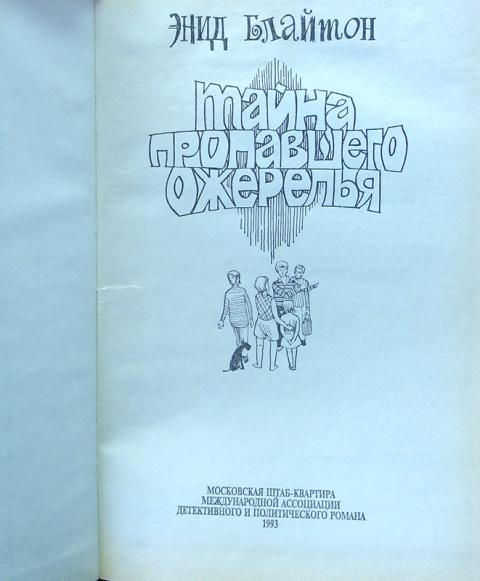 ЭНИД БЛАЙТОН
ТАЙНА
ПРОПАВШЕГО
ОЖЕРЕЛЬЯ
МОСКОВСКАЯ ШТАБ-КВАРТИРА
МЕЖДУНАРОДНОЙ АССОЦИАЦИИ
ДЕТЕКТИВНОГО И ПОЛИТИЧЕСКОГО РОМАНА
1993